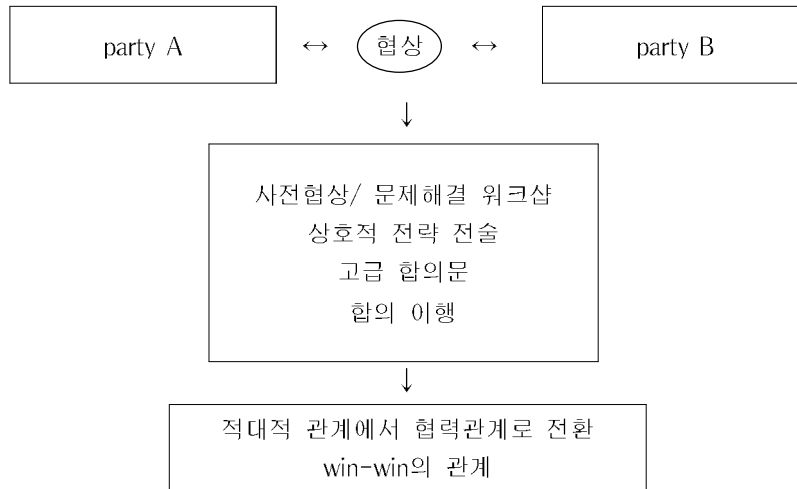 party A ↔ 협상 ↔ party B
↓
사전협상/ 문제해결 워크샵
상호적 전략 전술
고급 합의문
합의 이행
↓
적대적 관계에서 협력관계로 전환
win-win의 관계